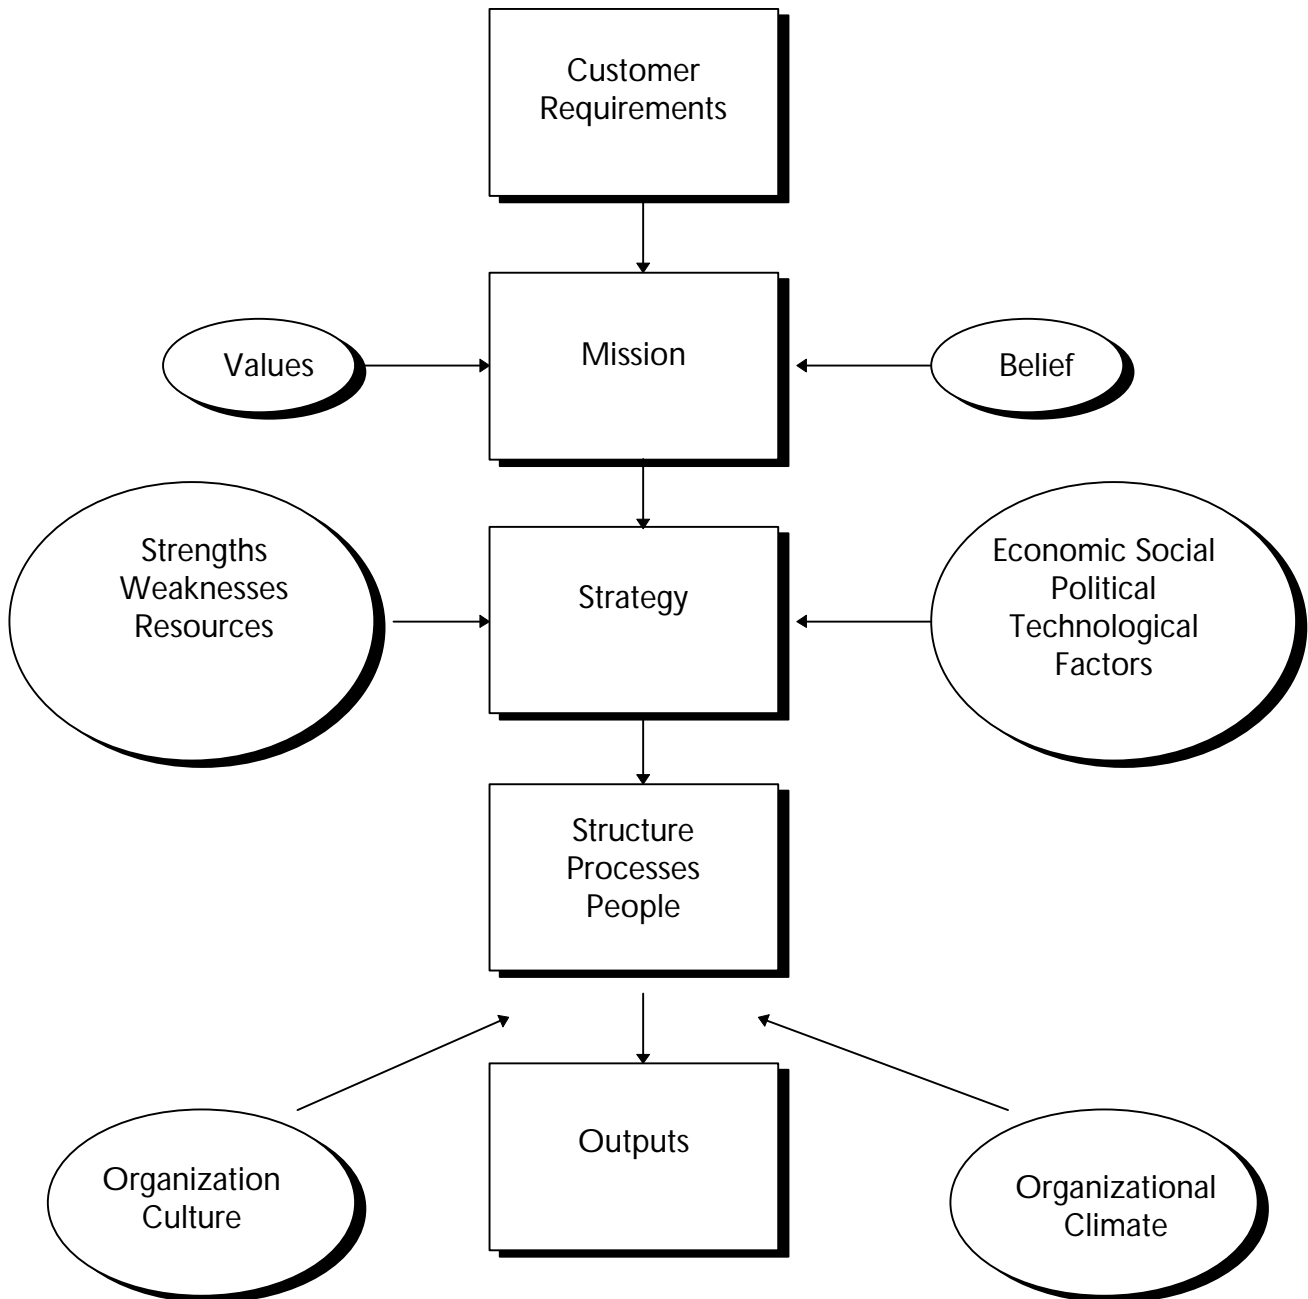 Customer
Requirements
Values
Mission
Belief
Strengths
Weaknesses
Resources
Strategy
Economic Social
Political
Technological
Factors
Structure
Processes
People
Organization
Culture
Outputs
Organizational
Climate